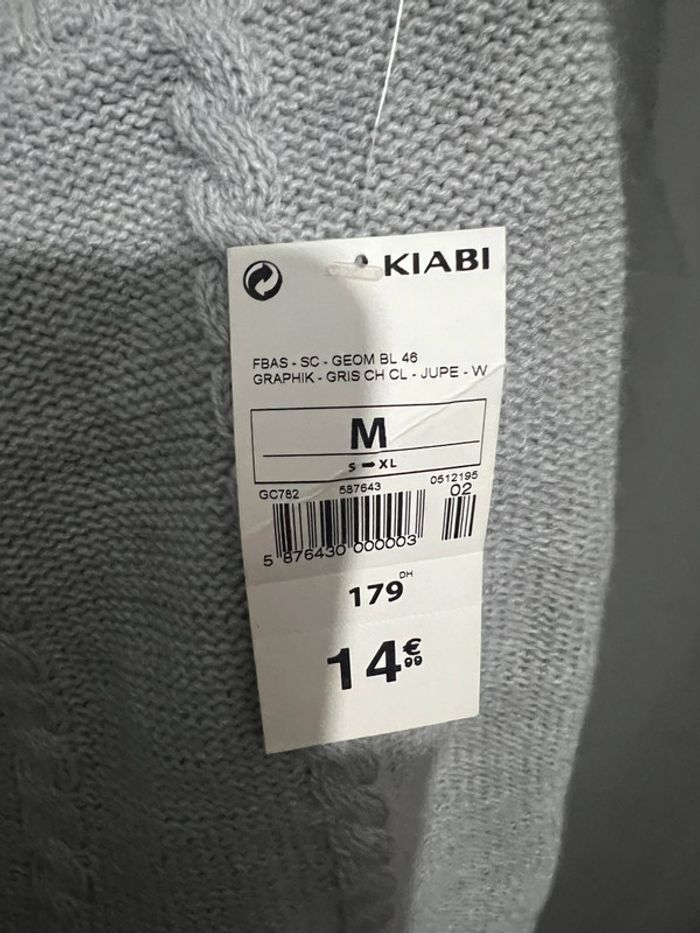 KIABI
FBAS - SC - GEOM BL 46
GRAPHIK - GRIS CH CL - JUPE - W
M
S ➞ XL
GC782 587643 0512195
02
5 876430 000003
179 DH
14€99